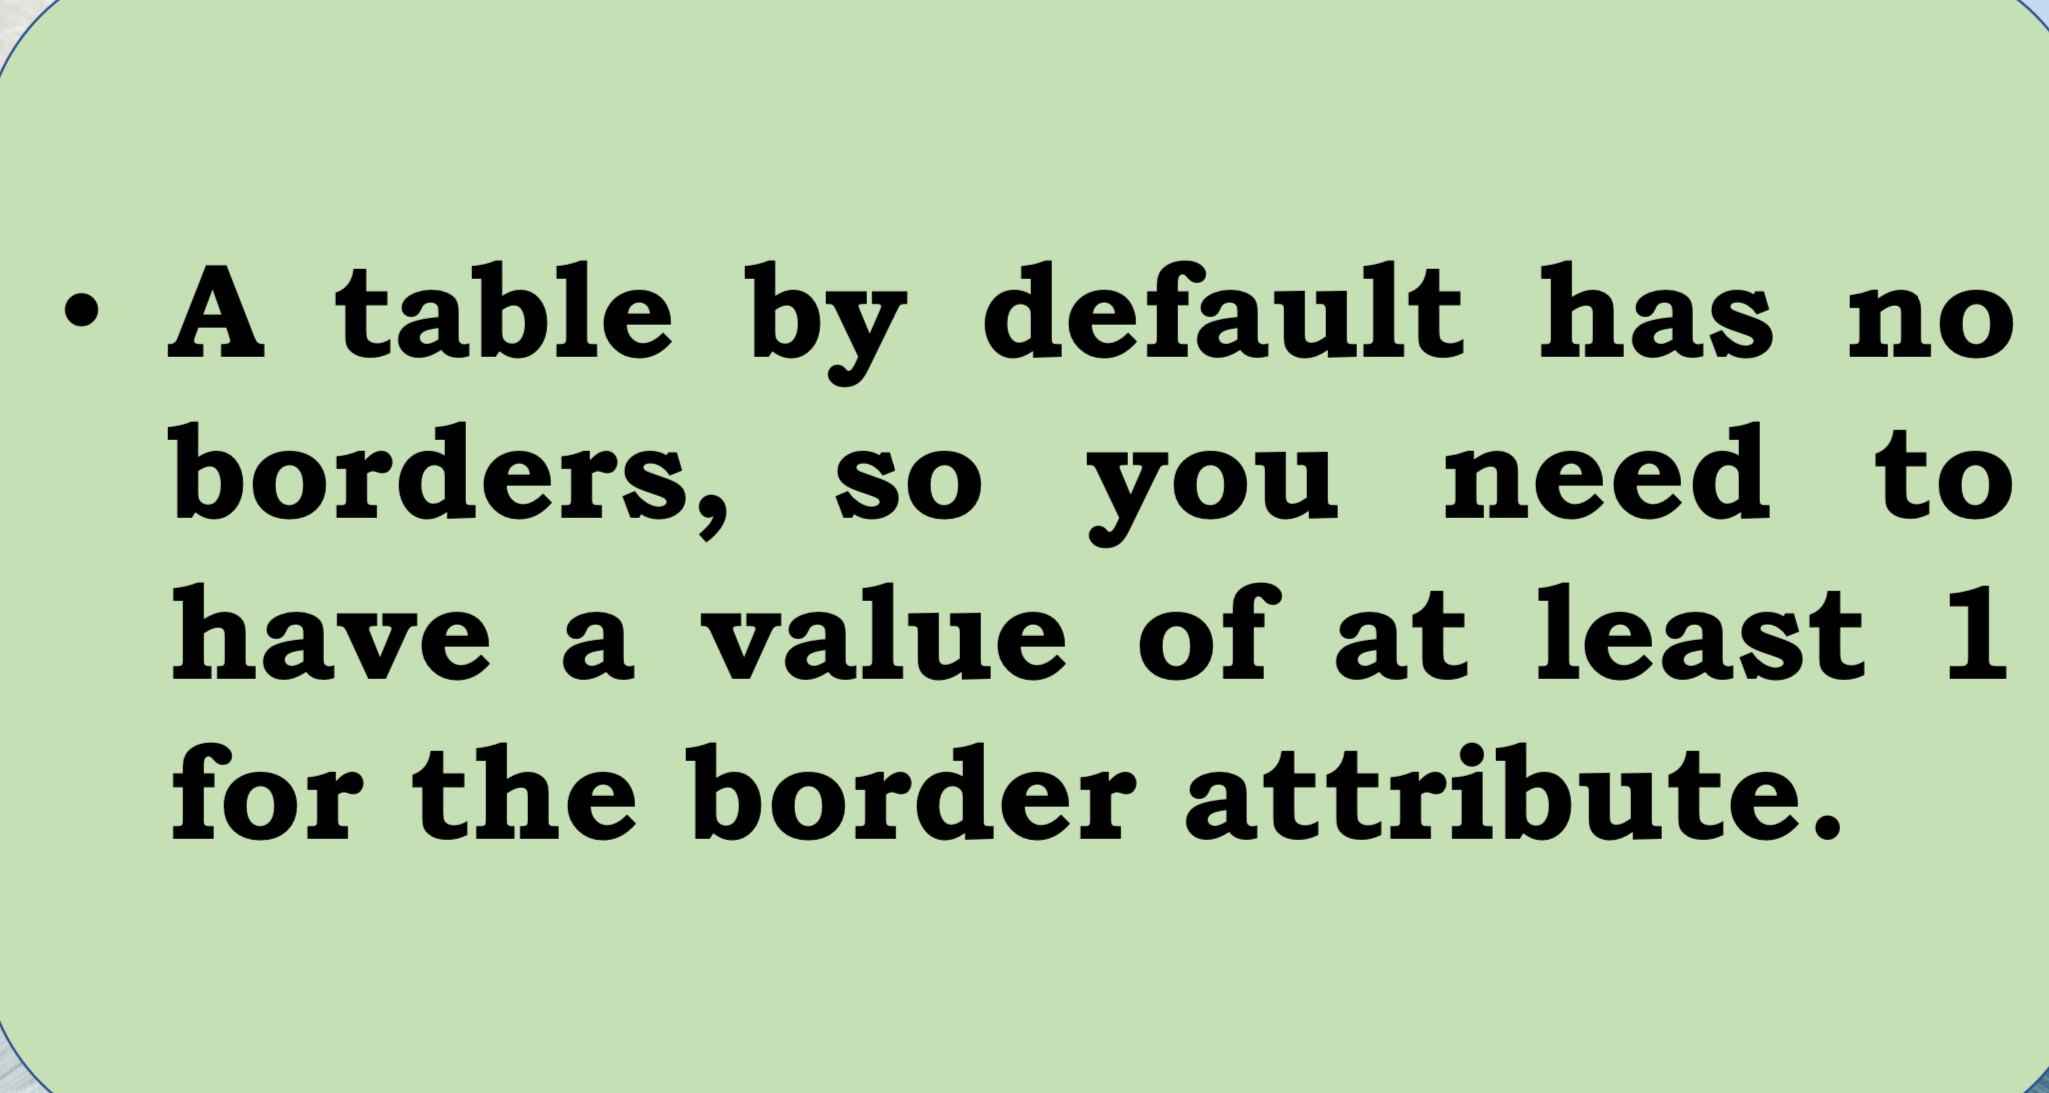 • A table by default has no
borders, so you need to
have a value of at least 1
for the border attribute.